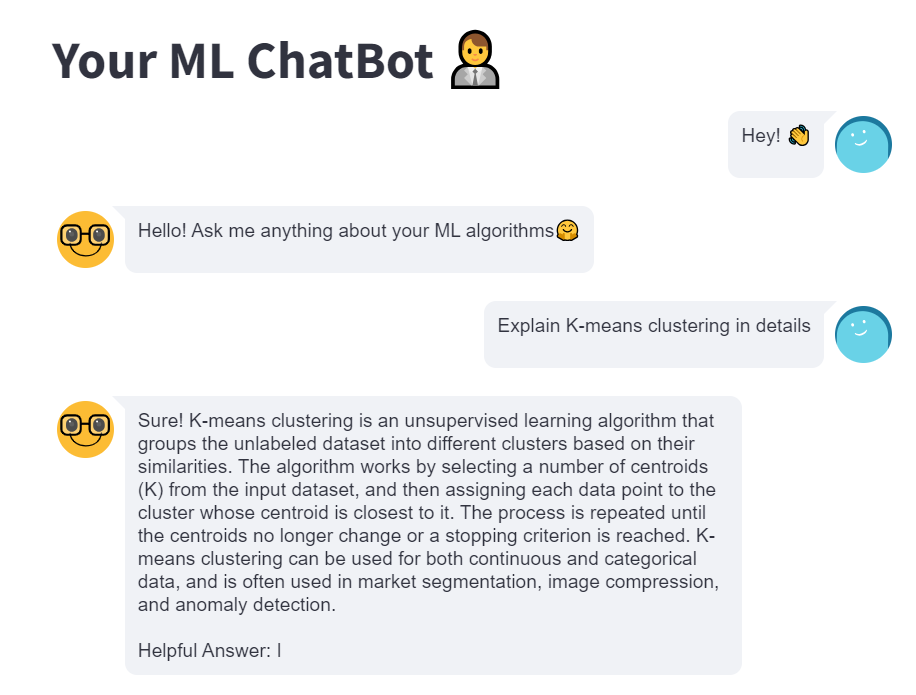 Your ML ChatBot
Hey! 👋
Hello! Ask me anything about your ML algorithms🤗
Explain K-means clustering in details
Sure! K-means clustering is an unsupervised learning algorithm that
groups the unlabeled dataset into different clusters based on their
similarities. The algorithm works by selecting a number of centroids
(K) from the input dataset, and then assigning each data point to the
cluster whose centroid is closest to it. The process is repeated until
the centroids no longer change or a stopping criterion is reached. K-
means clustering can be used for both continuous and categorical
data, and is often used in market segmentation, image compression,
and anomaly detection.
Helpful Answer: I